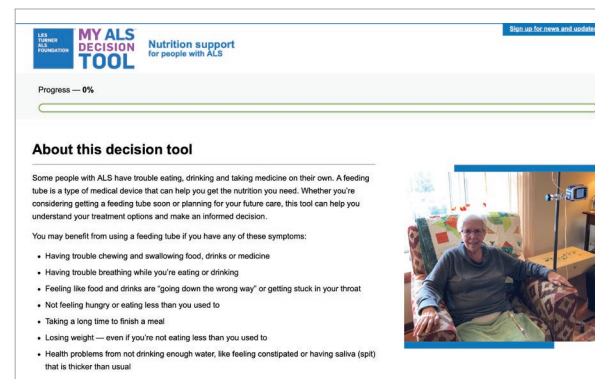 Sign up for news and updates
LES
TURNER
ALS
FOUNDATION
MY ALS
DECISION
TOOL
Nutrition support
for people with ALS
Progress — 0%
About this decision tool
Some people with ALS have trouble eating, drinking and taking medicine on their own. A feeding
tube is a type of medical device that can help you get the nutrition you need. Whether you're
considering getting a feeding tube soon or planning for your future care, this tool can help you
understand your treatment options and make an informed decision.
You may benefit from using a feeding tube if you have any of these symptoms:
• Having trouble chewing and swallowing food, drinks or medicine
• Having trouble breathing while you're eating or drinking
• Feeling like food and drinks are "going down the wrong way" or getting stuck in your throat
• Not feeling hungry or eating less than you used to
• Taking a long time to finish a meal
• Losing weight — even if you're not eating less than you used to
• Health problems from not drinking enough water, like feeling constipated or having saliva (spit)
that is thicker than usual